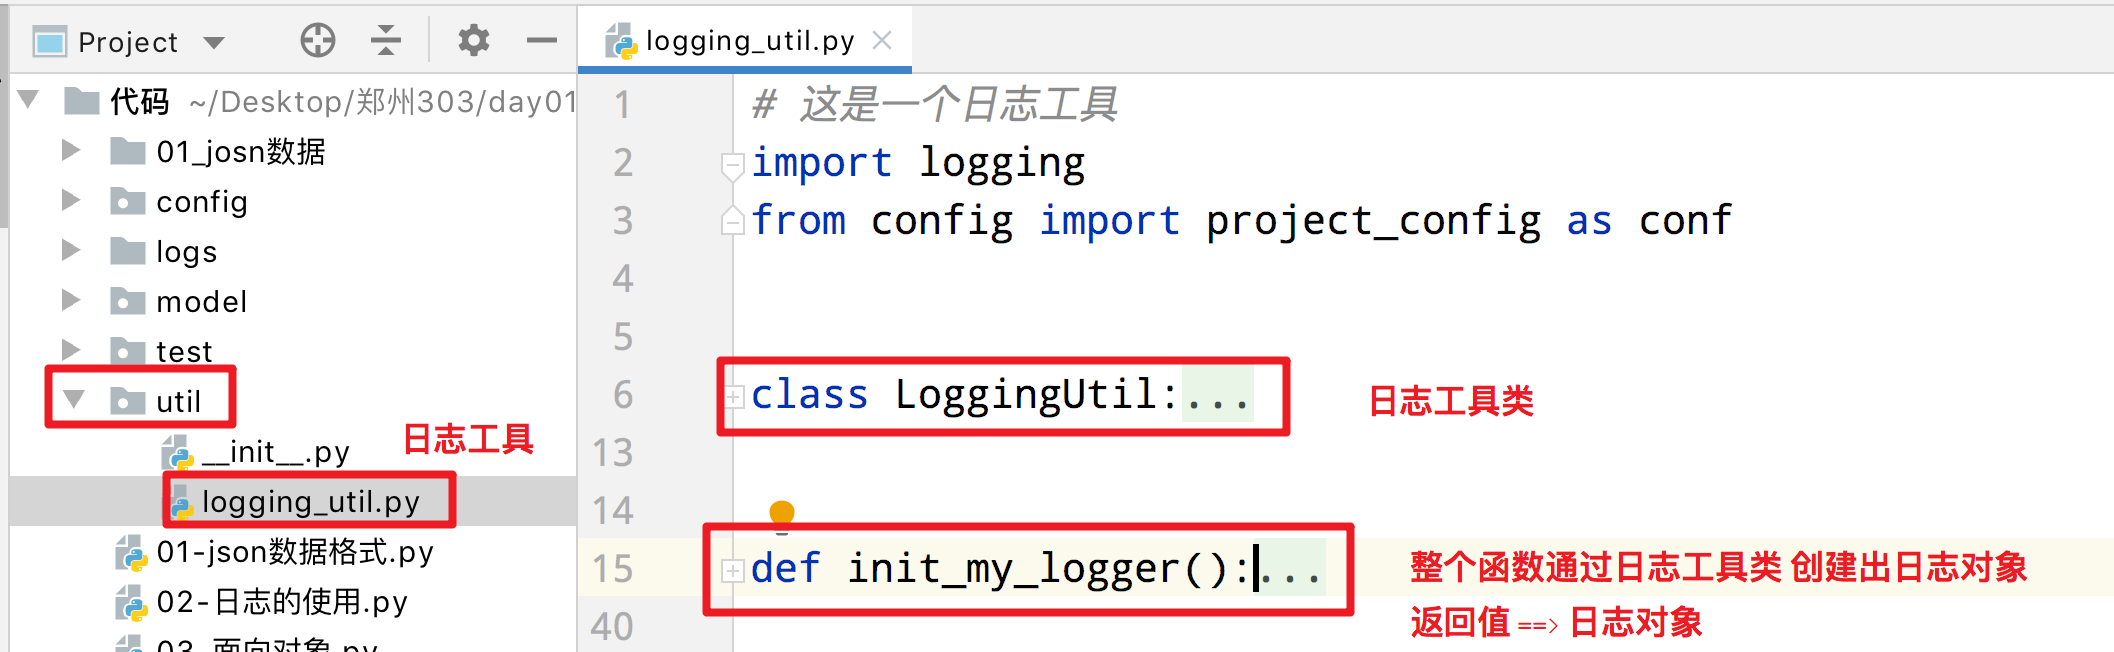 Project
logging_util.py
代码 ~/Desktop/郑州303/day01
01_josn数据
config
logs
model
test
util
__init__.py
日志工具
logging_util.py
01-json数据格式.py
02-日志的使用.py
03-面向对象.py
1 # 这是一个日志工具
2 import logging
3 from config import project_config as conf
4
5
6 class LoggingUtil:...
日志工具类
13
14
15 def init_my_logger():...
整个函数通过日志工具类 创建出日志对象
40
返回值 ==> 日志对象